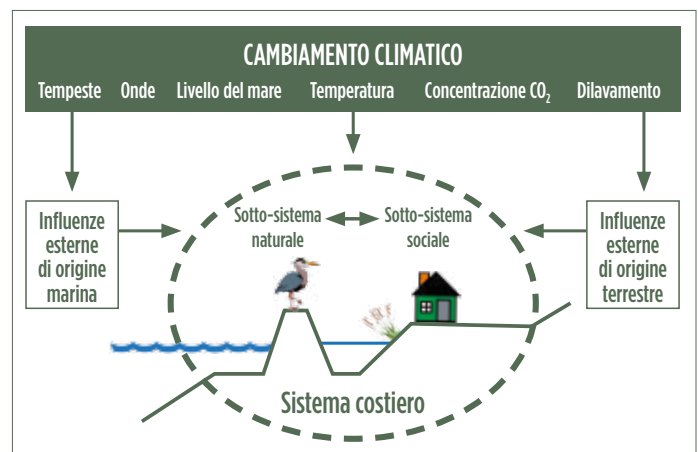 CAMBIAMENTO CLIMATICO
Tempeste Onde Livello del mare Temperatura Concentrazione CO₂ Dilavamento
Influenze
esterne
di origine
marina
Sotto-sistema
naturale
Sotto-sistema
sociale
Influenze
esterne
di origine
terrestre
Sistema costiero